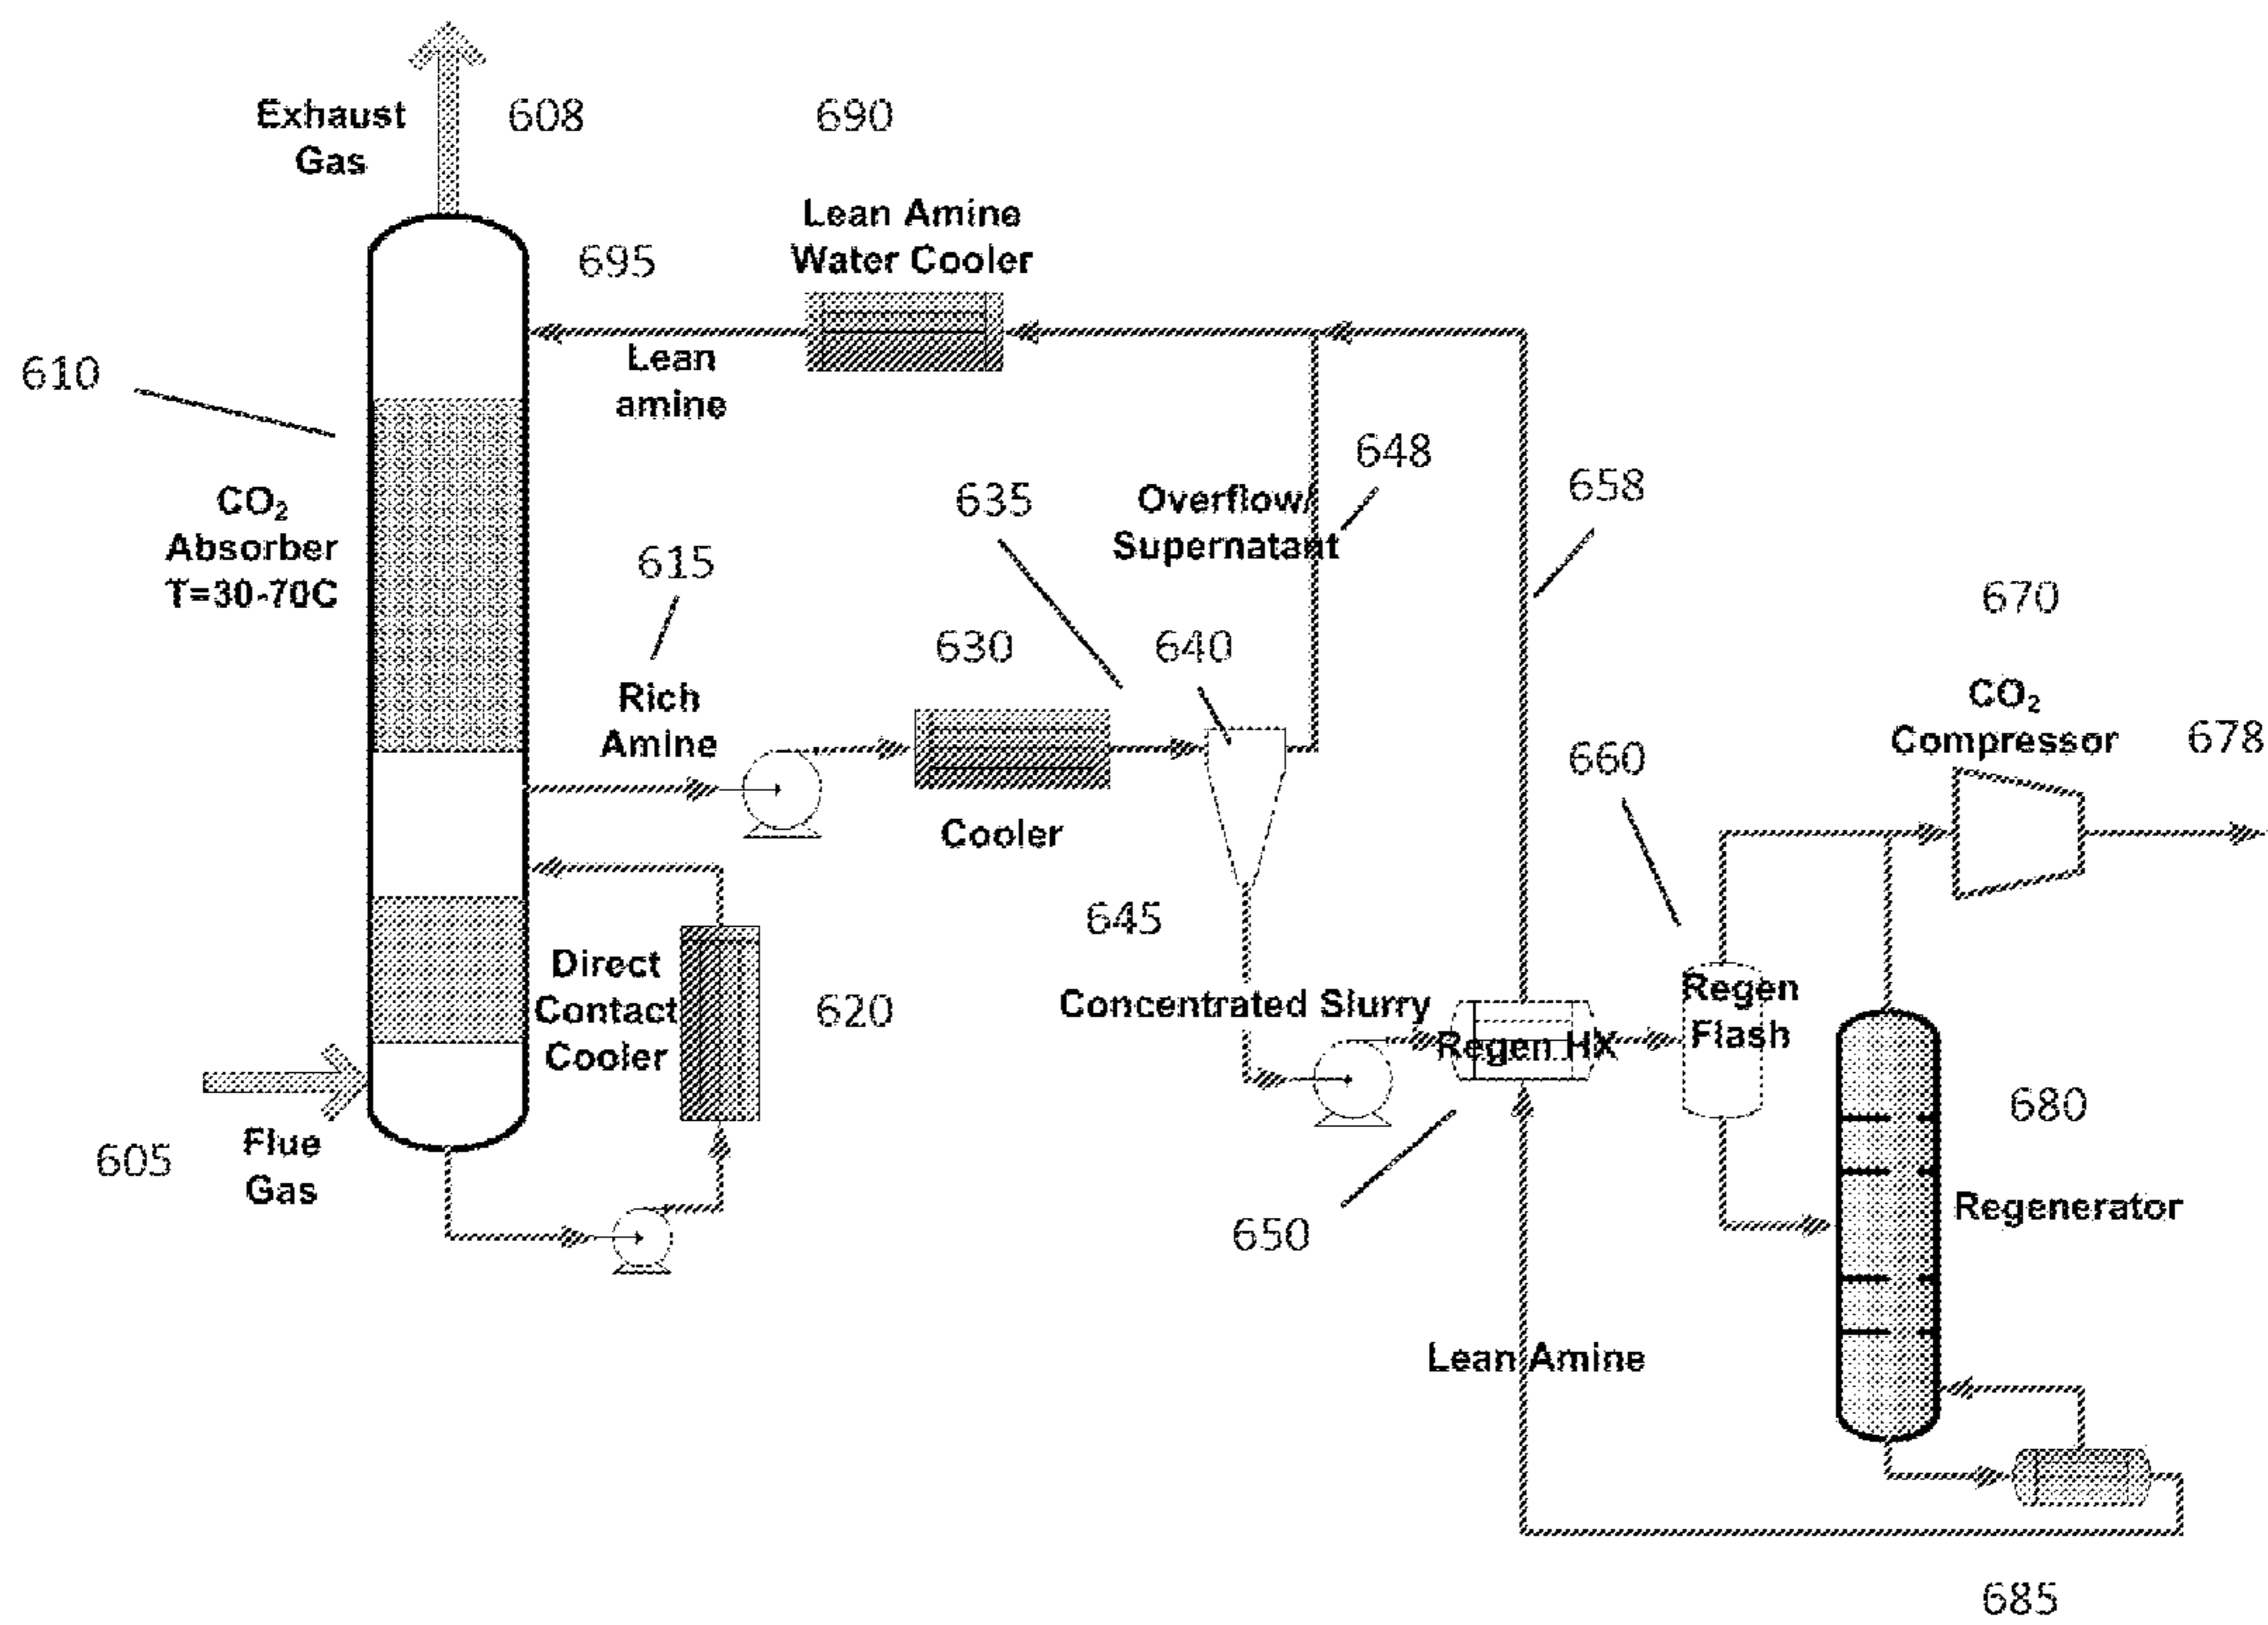 Exhaust
Gas
608
690
Lean Amine
Water Cooler
695
610
Lean
amine
648
635
Overflow/
Supernatant
658
CO₂
Absorber
T=30-70C
615
630
640
670
Rich
Amine
CO₂
Compressor
678
660
Cooler
645
Direct
Contact
Cooler
620
Concentrated Slurry
Regen HX
Regen
Flash
680
605
Flue
Gas
650
Regenerator
Lean Amine
685